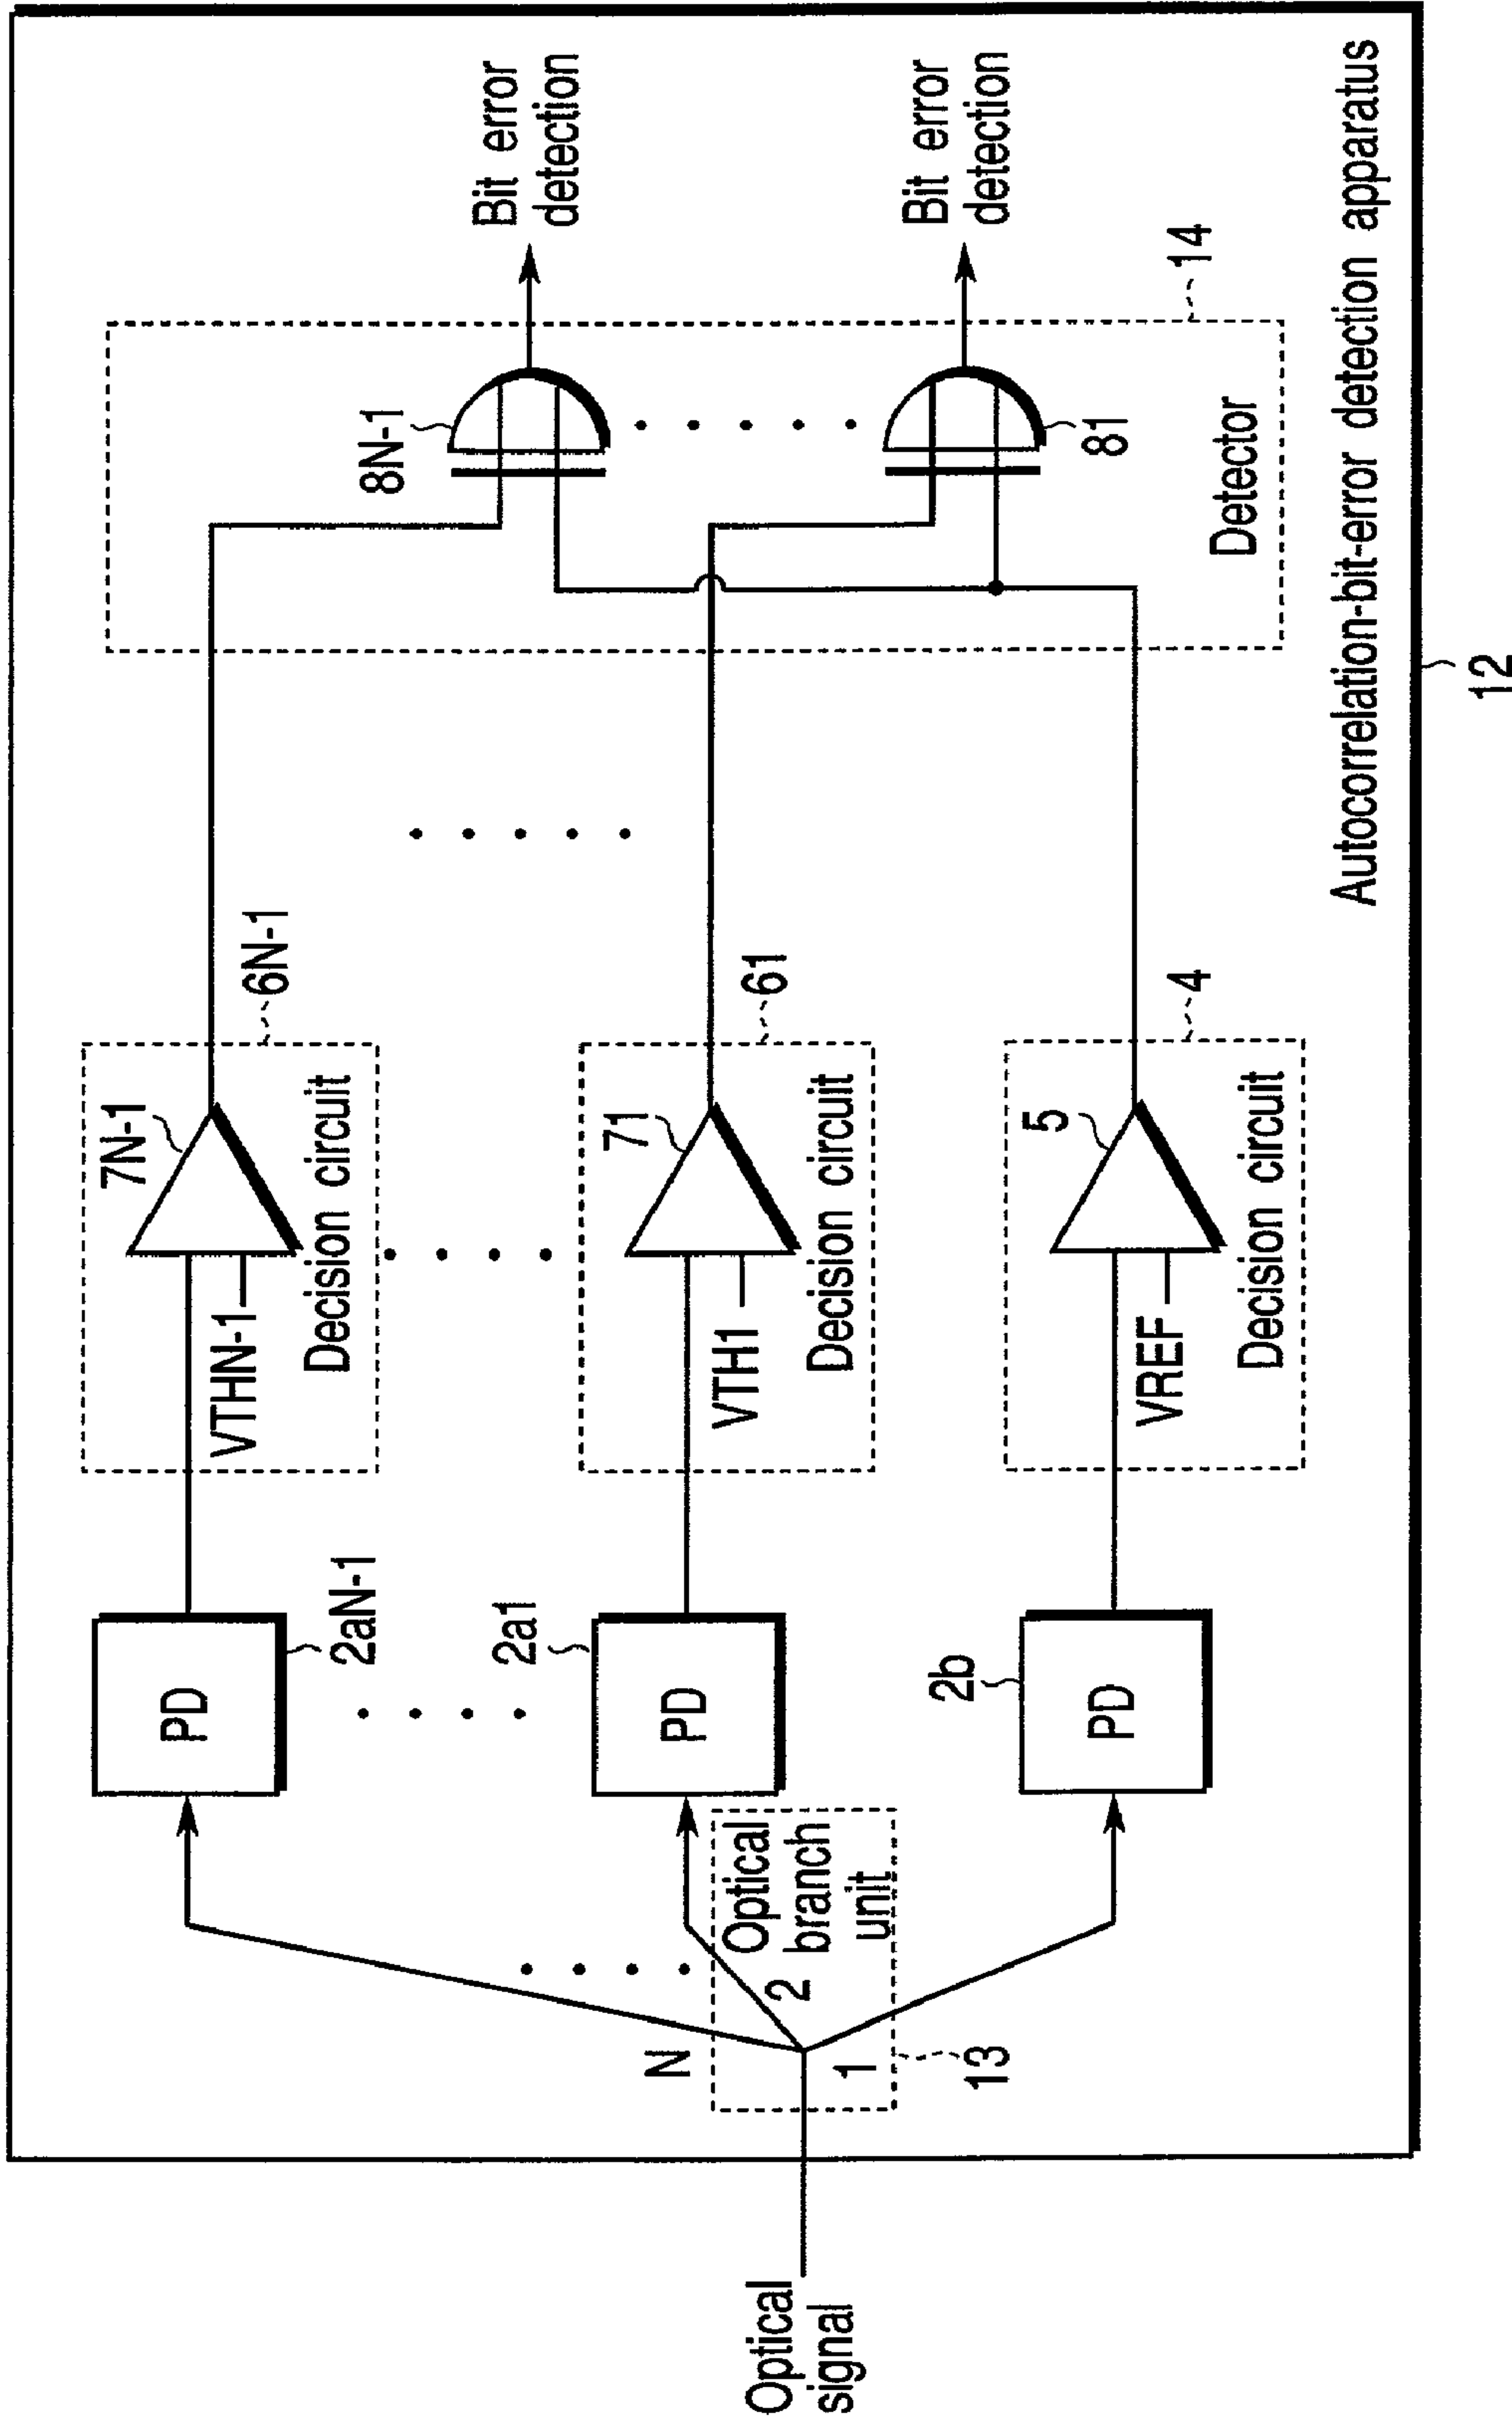 Optical
signal
N
2
1
Optical
branch
unit
13
PD
2aN-1
PD
2a1
PD
2b
VTHN-1
7N-1
Decision circuit
6N-1
VTH1
71
Decision circuit
61
VREF
5
Decision circuit
4
8N-1
81
Detector
14
Bit error
detection
Bit error
detection
Autocorrelation-bit-error detection apparatus
12